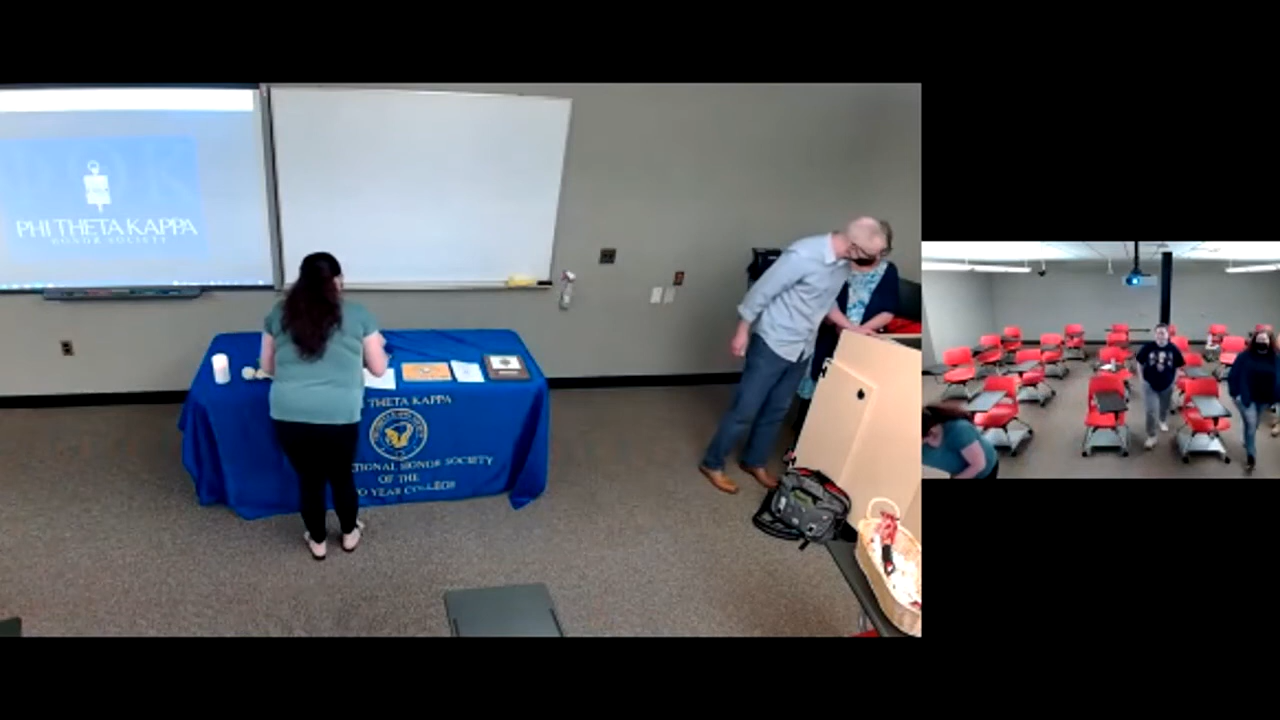 PHI THETA KAPPA
HONOR SOCIETY
THETA KAPPA
TIONAL HONOR SOCIETY
OF THE
O YEAR COLLEGE